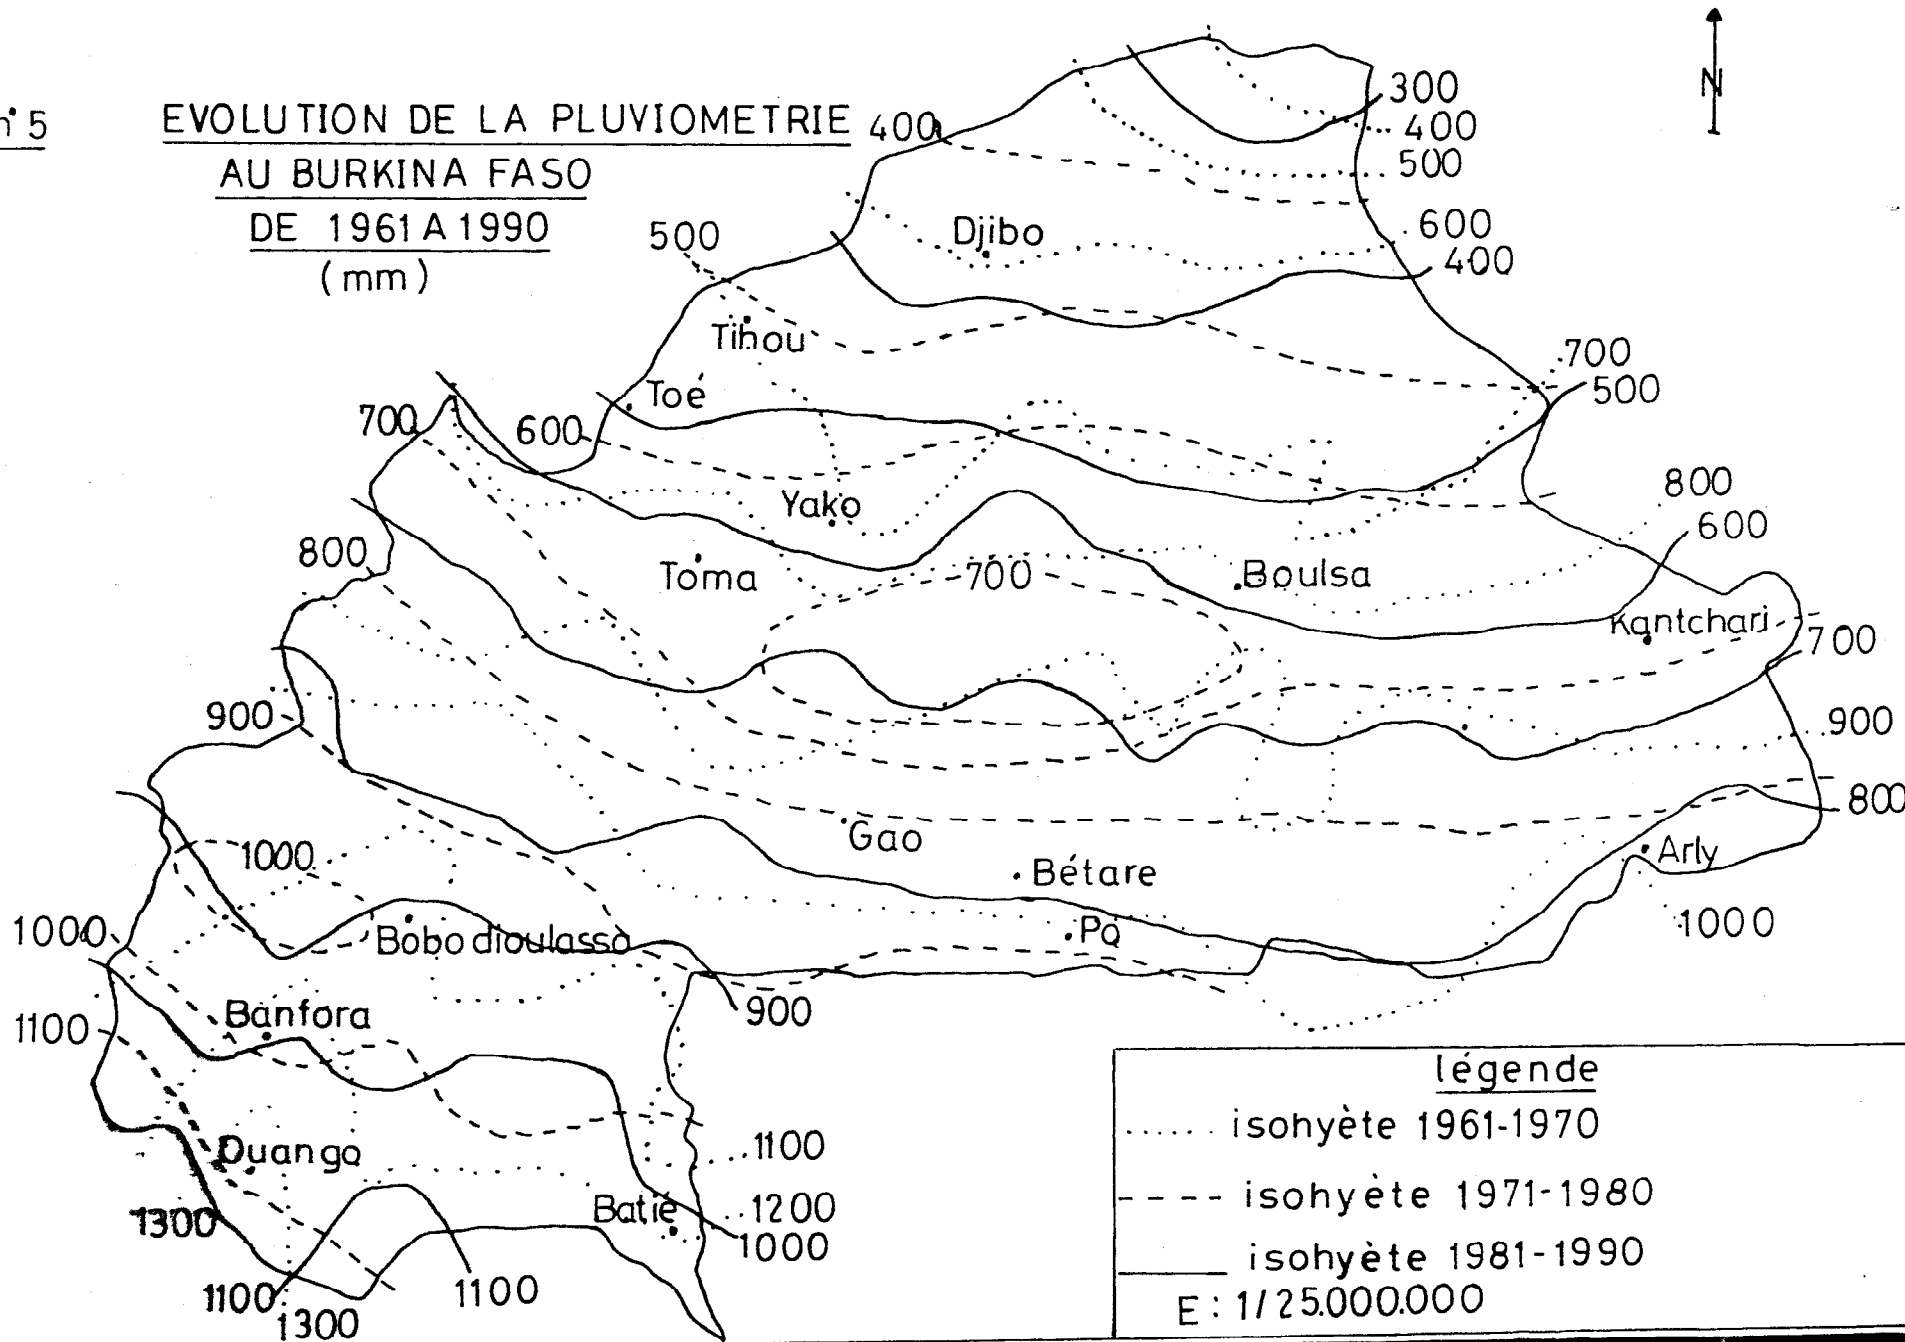 n° 5
EVOLUTION DE LA PLUVIOMETRIE
AU BURKINA FASO
DE 1961 A 1990
(mm)
N
400
300
400
500
600
400
500
Djibo
Tihou
Toé
700
500
700
600
800
600
Yako
Toma
700
Boulsa
800
Kantchari
700
900
900
800
Gao
Bétare
Arly
Pô
1000
1000
1000
Bobo dioulasso
900
Banfora
1100
Ouango
1100
Batié
1200
1000
1300
1100
1300
1100
légende
isohyète 1961-1970
isohyète 1971-1980
isohyète 1981-1990
E : 1/25.000.000